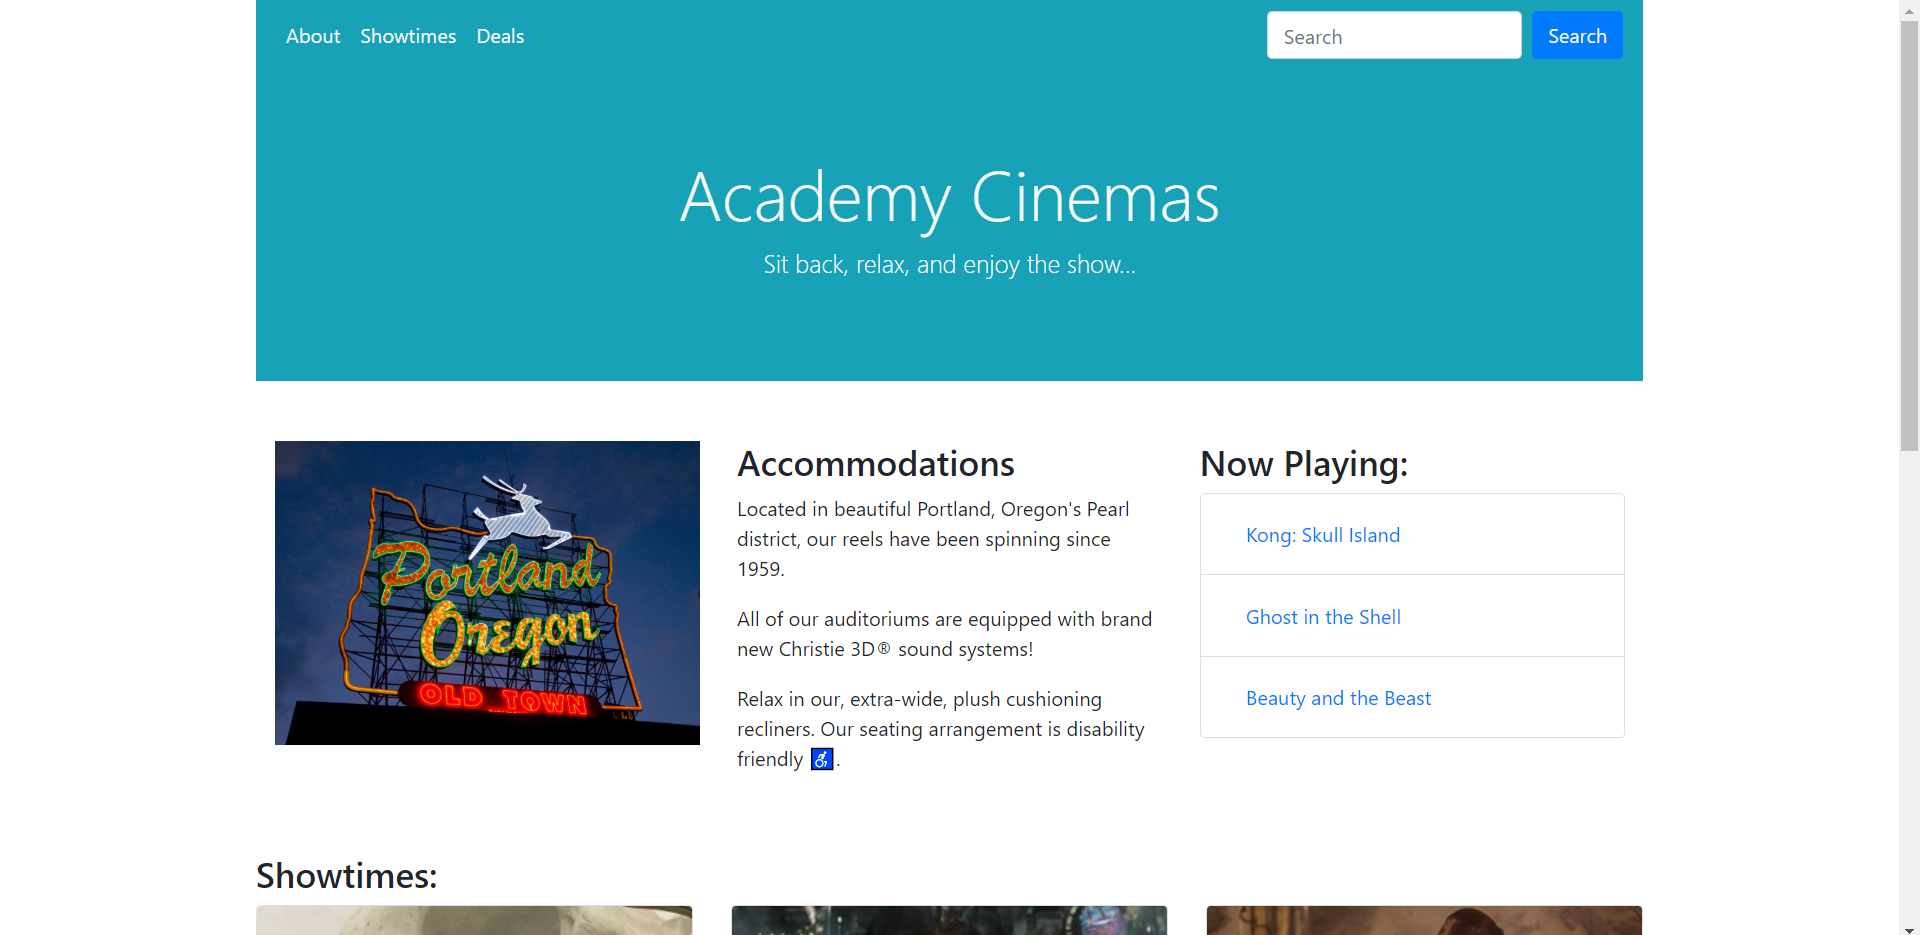 About Showtimes Deals
Search Search
Academy Cinemas
Sit back, relax, and enjoy the show...
Portland
Oregon
OLD TOWN
Accommodations
Located in beautiful Portland, Oregon's Pearl
district, our reels have been spinning since
1959.
All of our auditoriums are equipped with brand
new Christie 3D® sound systems!
Relax in our, extra-wide, plush cushioning
recliners. Our seating arrangement is disability
friendly ♿.
Now Playing:
Kong: Skull Island
Ghost in the Shell
Beauty and the Beast
Showtimes: